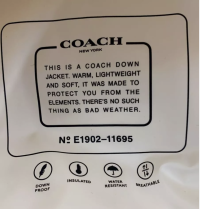 COACH
NEW YORK
THIS IS A COACH DOWN
JACKET. WARM, LIGHTWEIGHT
AND SOFT, IT WAS MADE TO
PROTECT YOU FROM THE
ELEMENTS. THERE'S NO SUCH
THING AS BAD WEATHER.
Nº E1902–11695
DOWN
PROOF
INSULATED
WATER
RESISTANT
BREATHABLE